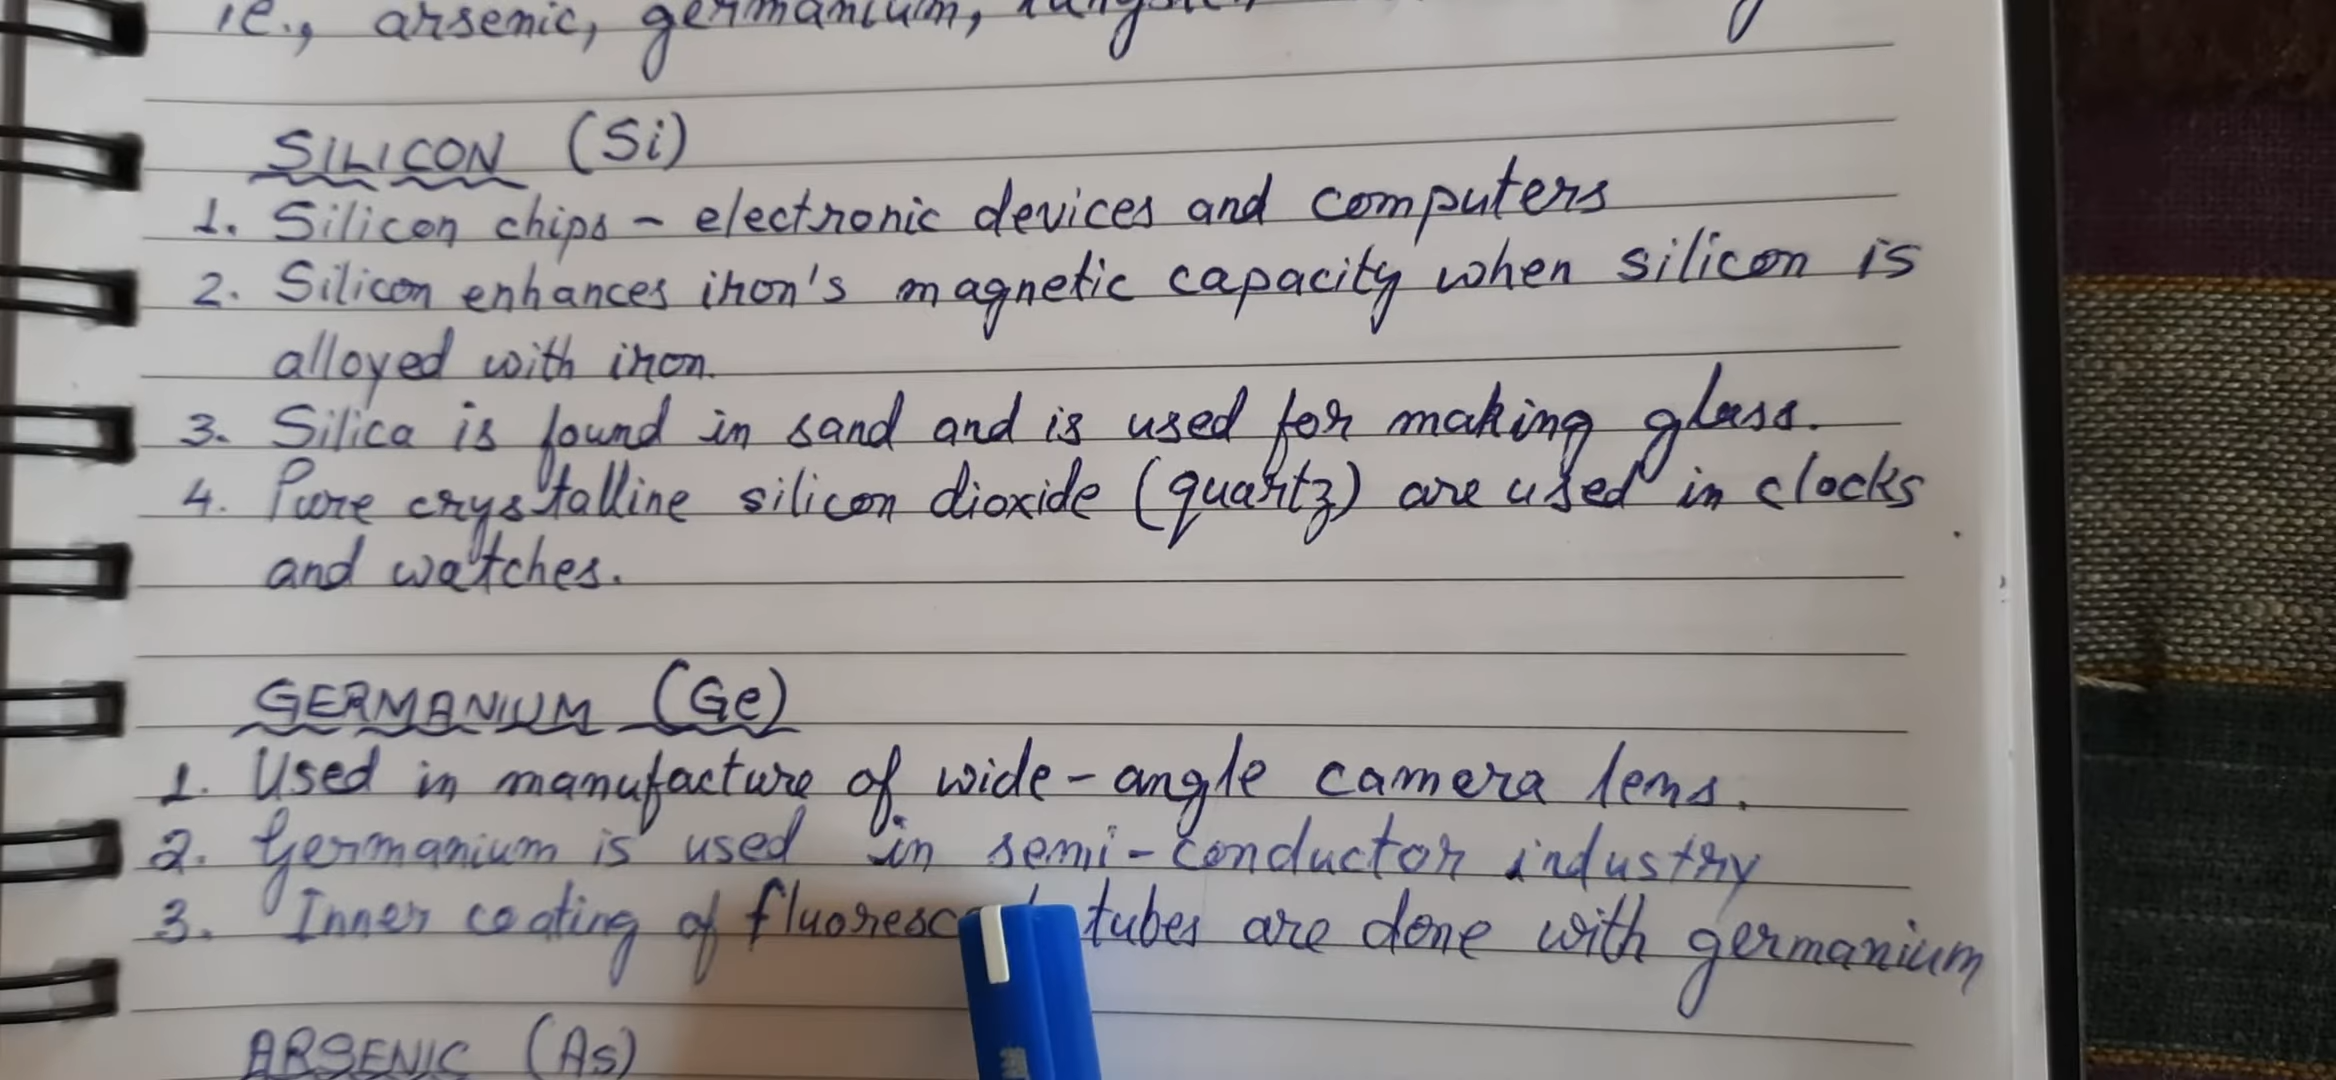 ie., arsenic, germanium,
SILICON (Si)
1. Silicon chips - electronic devices and computers
2. Silicon enhances iron's magnetic capacity when silicon is
alloyed with iron.
3. Silica is found in sand and is used for making glass.
4. Pure crystalline silicon dioxide (quartz) are used in clocks
and watches.
GERMANIUM (Ge)
1. Used in manufacture of wide-angle camera lens.
2. Germanium is used in semi-conductor industry
3. Inner coating of tubes are done with germanium
ARSENIC (As)